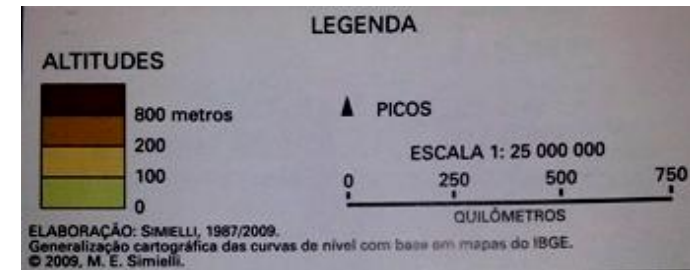 LEGENDA
ALTITUDES
800 metros
200
100
0
PICOS
ESCALA 1: 25 000 000
0 250 500 750
QUILÔMETROS
ELABORAÇÃO: SIMIELLI, 1987/2009.
Generalização cartográfica das curvas de nível com base em mapas do IBGE.
© 2009, M. E. Simielli.